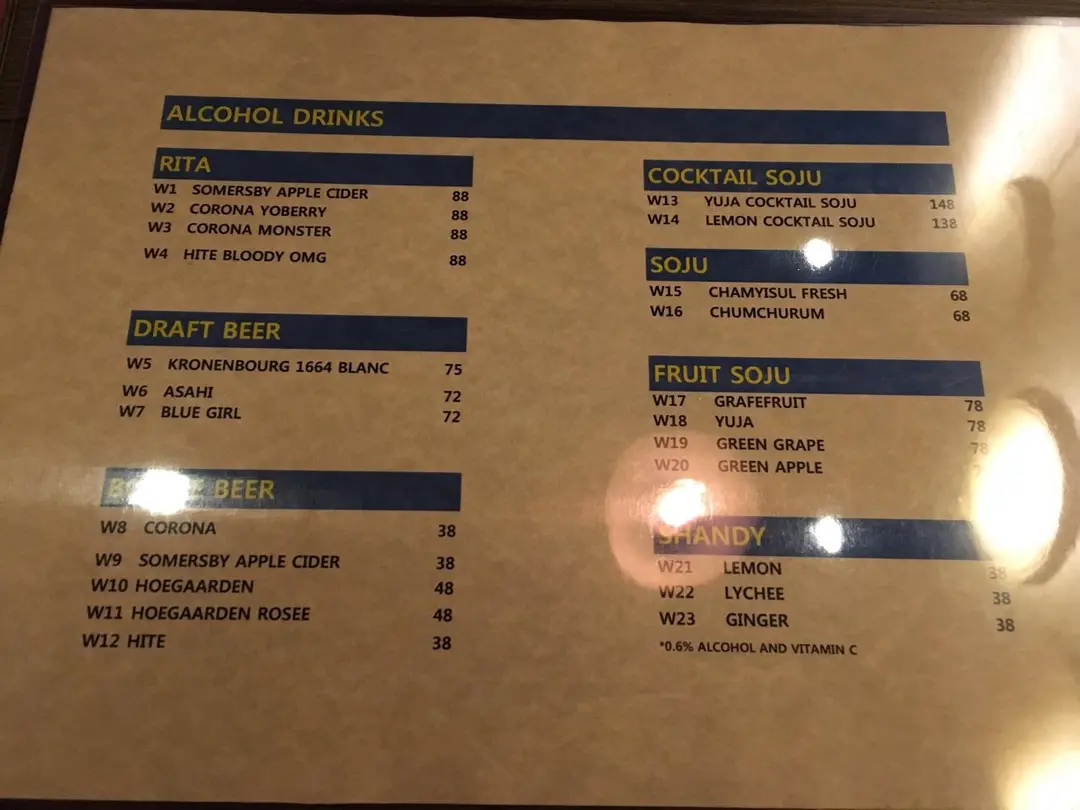 ALCOHOL DRINKS
RITA
W1 SOMERSBY APPLE CIDER 88
W2 CORONA YOBERRY 88
W3 CORONA MONSTER 88
W4 HITE BLOODY OMG 88
DRAFT BEER
W5 KRONENBOURG 1664 BLANC 75
W6 ASAHI 72
W7 BLUE GIRL 72
BEER
W8 CORONA 38
W9 SOMERSBY APPLE CIDER 38
W10 HOEGAARDEN 48
W11 HOEGAARDEN ROSEE 48
W12 HITE 38
COCKTAIL SOJU
W13 YUJA COCKTAIL SOJU 148
W14 LEMON COCKTAIL SOJU 138
SOJU
W15 CHAMYISUL FRESH 68
W16 CHUMCHURUM 68
FRUIT SOJU
W17 GRAFEFRUIT 78
W18 YUJA 78
W19 GREEN GRAPE 78
W20 GREEN APPLE
SHANDY
W21 LEMON 38
W22 LYCHEE 38
W23 GINGER 38
*0.6% ALCOHOL AND VITAMIN C